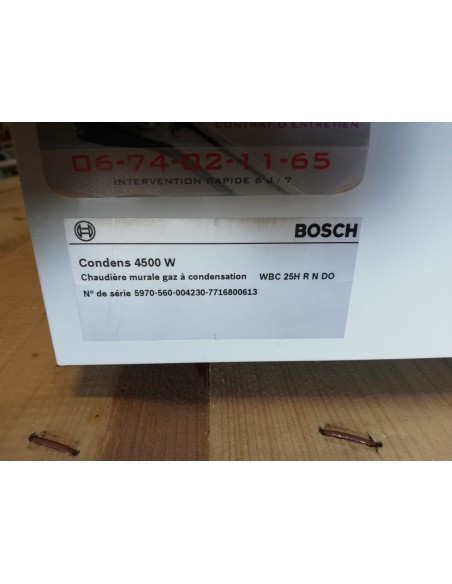 CONTRAT D'ENTRETIEN
06-74-02-11-65
INTERVENTION RAPIDE 6 J / 7
BOSCH
Condens 4500 W
Chaudière murale gaz à condensation WBC 25H R N DO
N° de série 5970-560-004230-7716800613